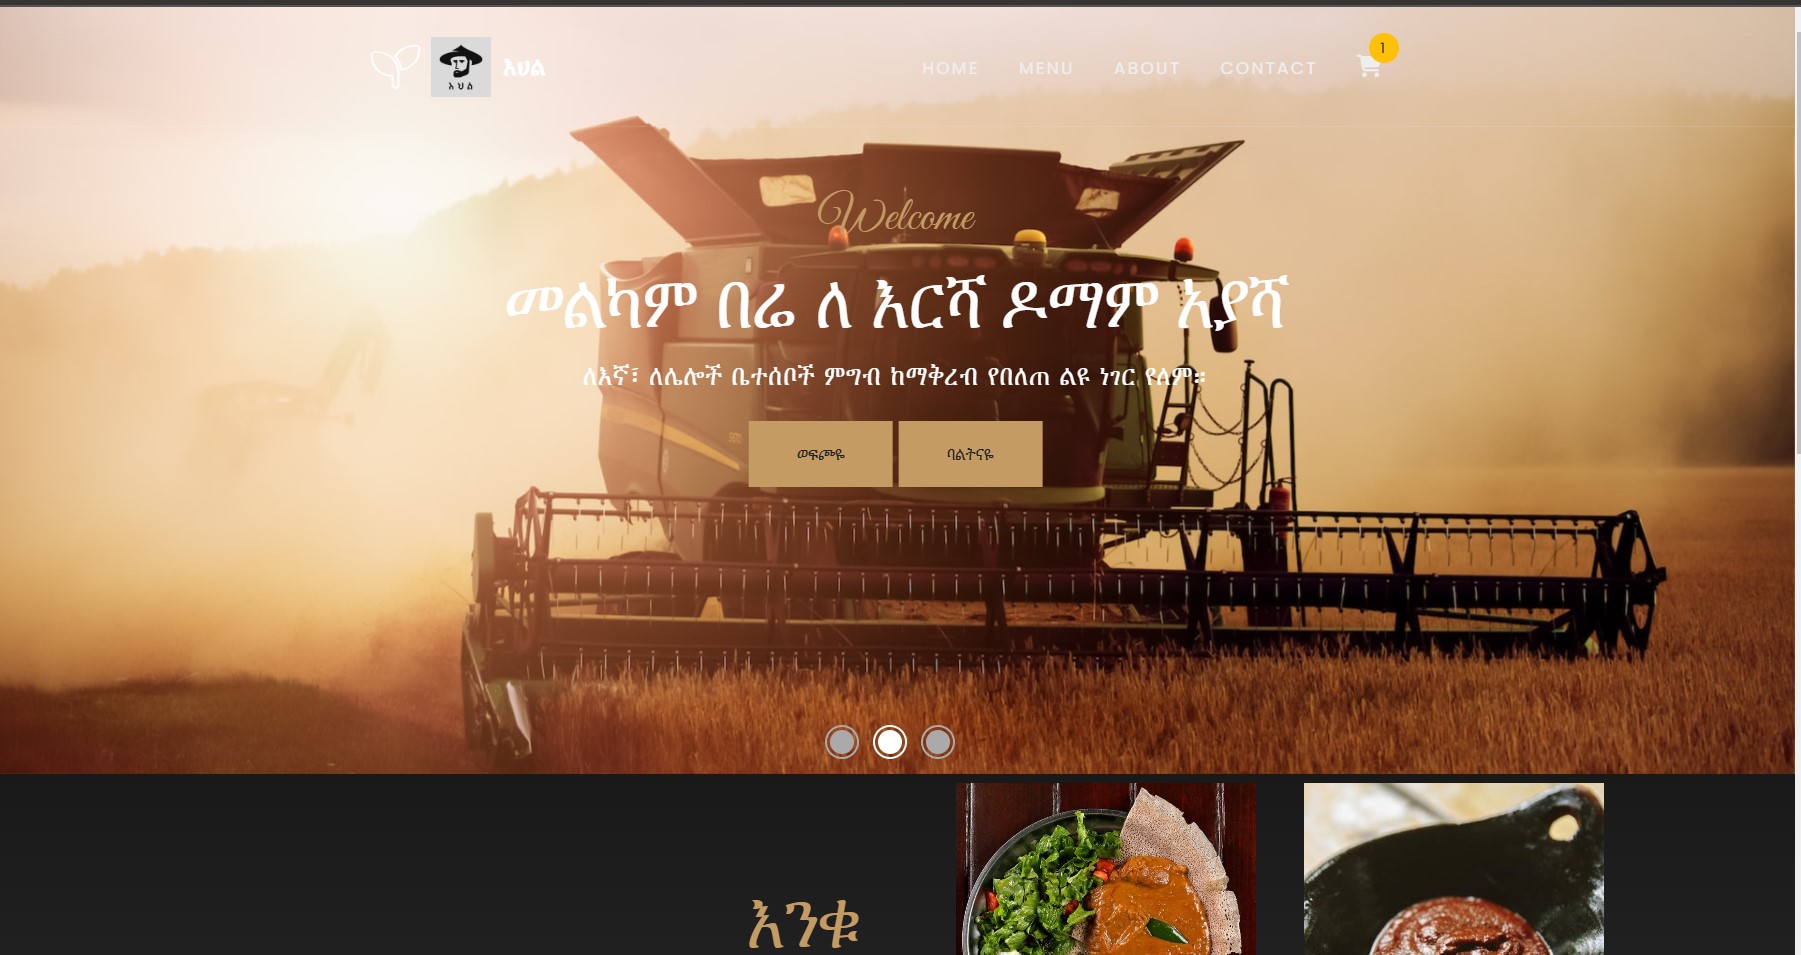 እህል
እህል
HOME MENU ABOUT CONTACT 1
Welcome
መልካም በሬ ለ እርሻ ዶማም አያሻ
ለእኛ፣ ለሌሎች ቤተሰቦች ምግብ ከማቅረብ የበለጠ ልዩ ነገር የለም።
ወፍጮዬ ባልትናዬ
እንቁ